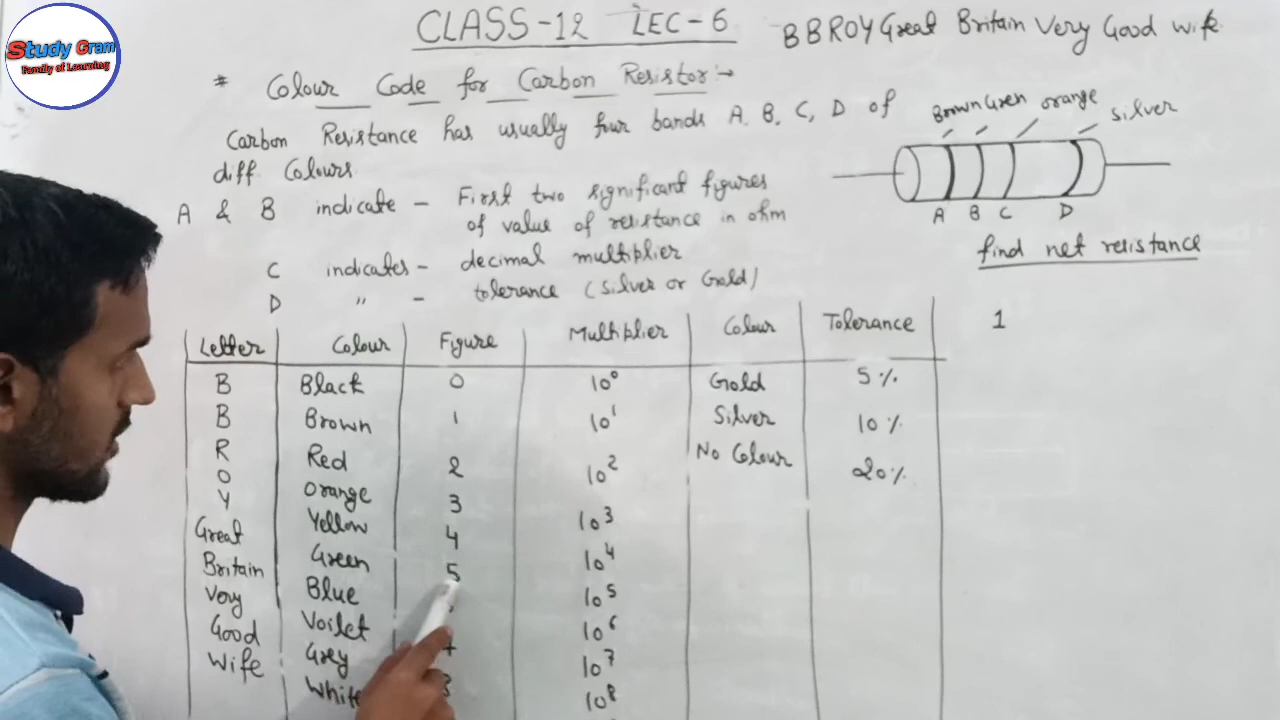 Study Gram
Family of Learning
CLASS-12 LEC-6
BBROY Great Britain Very Good wife
* Colour Code for Carbon Resistor:→
Carbon Resistance has usually four bands A, B, C, D of
diff Colours.
A & B indicate - First two significant figures
of value of resistance in ohm
C indicates - decimal multiplier
D " - tolerance (Silver or Gold)
Brown Green orange Silver
A B C D
find net resistance
1
Letter Colour Figure Multiplier Colour Tolerance
B Black 0 10⁰ Gold 5%
B Brown 1 10¹ Silver 10%
R Red 2 10² No Colour 20%
O Orange 3 10³
Y Yellow 4 10⁴
Great Green 5 10⁵
Britain Blue 10⁶
Very Voilet 7 10⁷
Good Grey 8 10⁸
Wife White